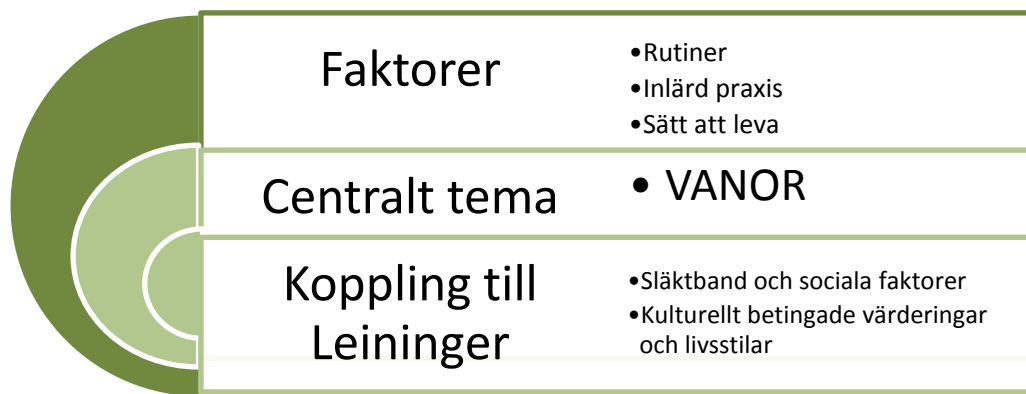 Faktorer
•Rutiner
•Inlärd praxis
•Sätt att leva
Centralt tema
• VANOR
Koppling till
Leininger
•Släktband och sociala faktorer
•Kulturellt betingade värderingar
och livsstilar